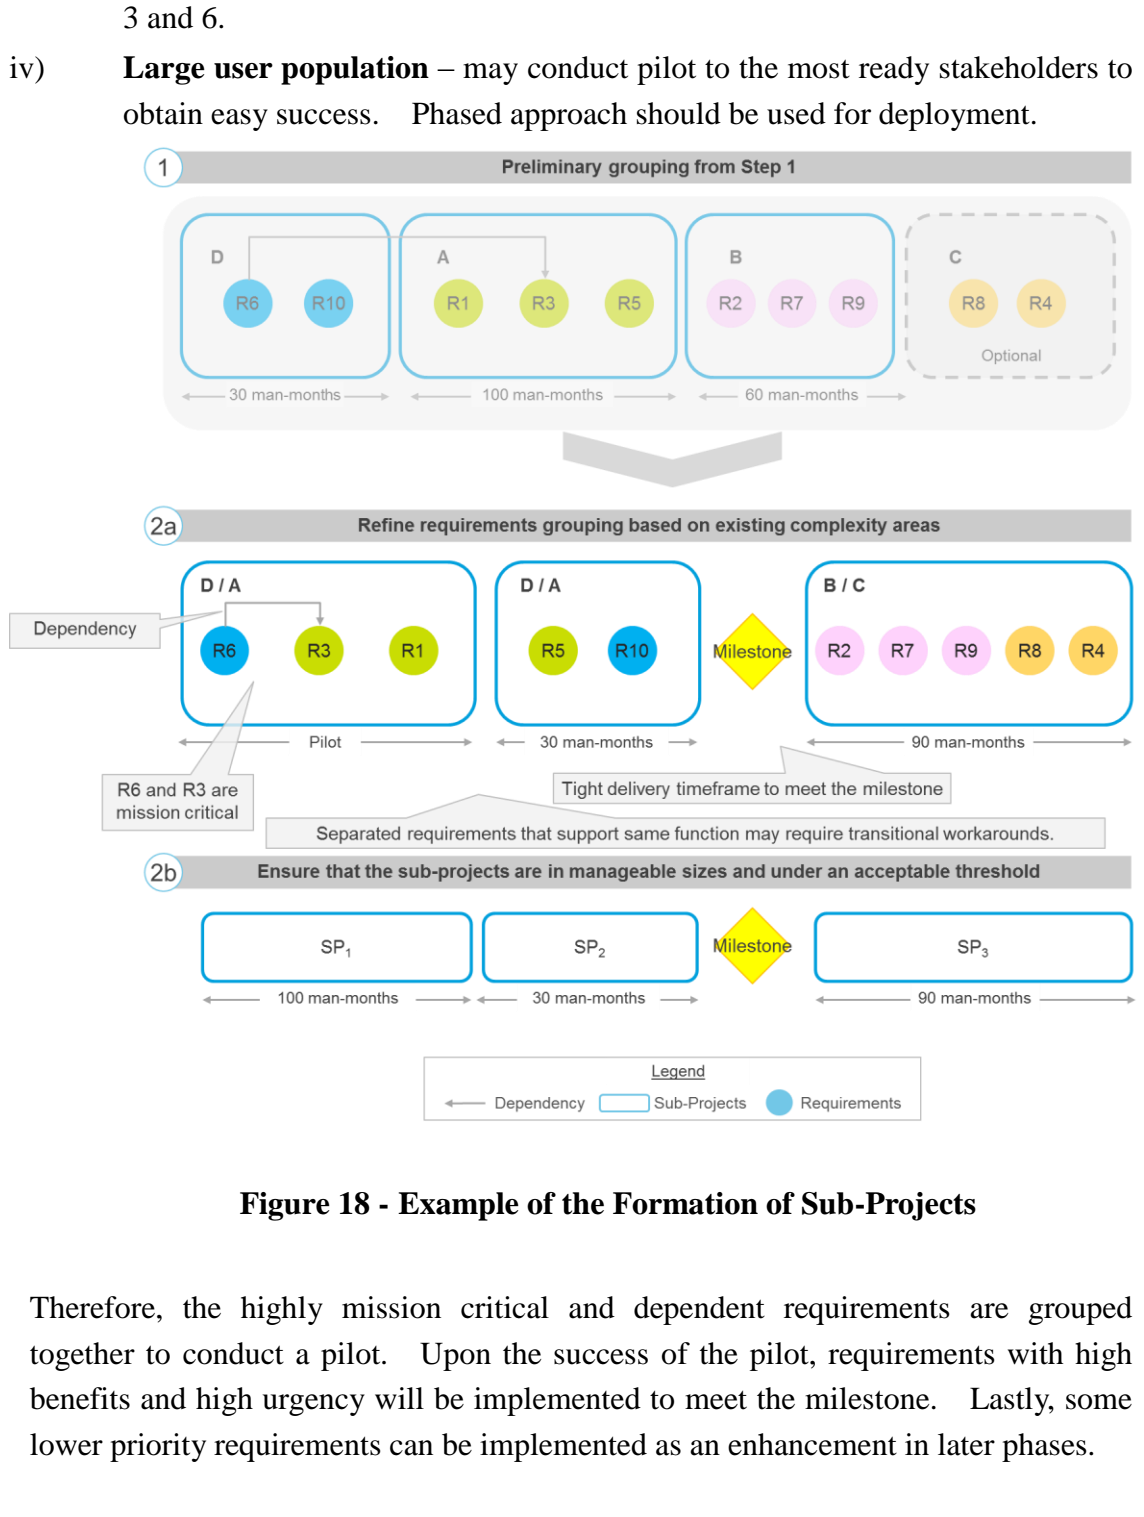 3 and 6.
iv) Large user population – may conduct pilot to the most ready stakeholders to
obtain easy success. Phased approach should be used for deployment.
1 Preliminary grouping from Step 1
D A B C
R6 R10 R1 R3 R5 R2 R7 R9 R8 R4
Optional
30 man-months 100 man-months 60 man-months
2a Refine requirements grouping based on existing complexity areas
D / A D / A B / C
Dependency
R6 R3 R1 R5 R10 Milestone R2 R7 R9 R8 R4
Pilot 30 man-months 90 man-months
R6 and R3 are
mission critical
Tight delivery timeframe to meet the milestone
Separated requirements that support same function may require transitional workarounds.
2b Ensure that the sub-projects are in manageable sizes and under an acceptable threshold
SP1 SP2 Milestone SP3
100 man-months 30 man-months 90 man-months
Legend
Dependency Sub-Projects Requirements
Figure 18 - Example of the Formation of Sub-Projects
Therefore, the highly mission critical and dependent requirements are grouped
together to conduct a pilot. Upon the success of the pilot, requirements with high
benefits and high urgency will be implemented to meet the milestone. Lastly, some
lower priority requirements can be implemented as an enhancement in later phases.